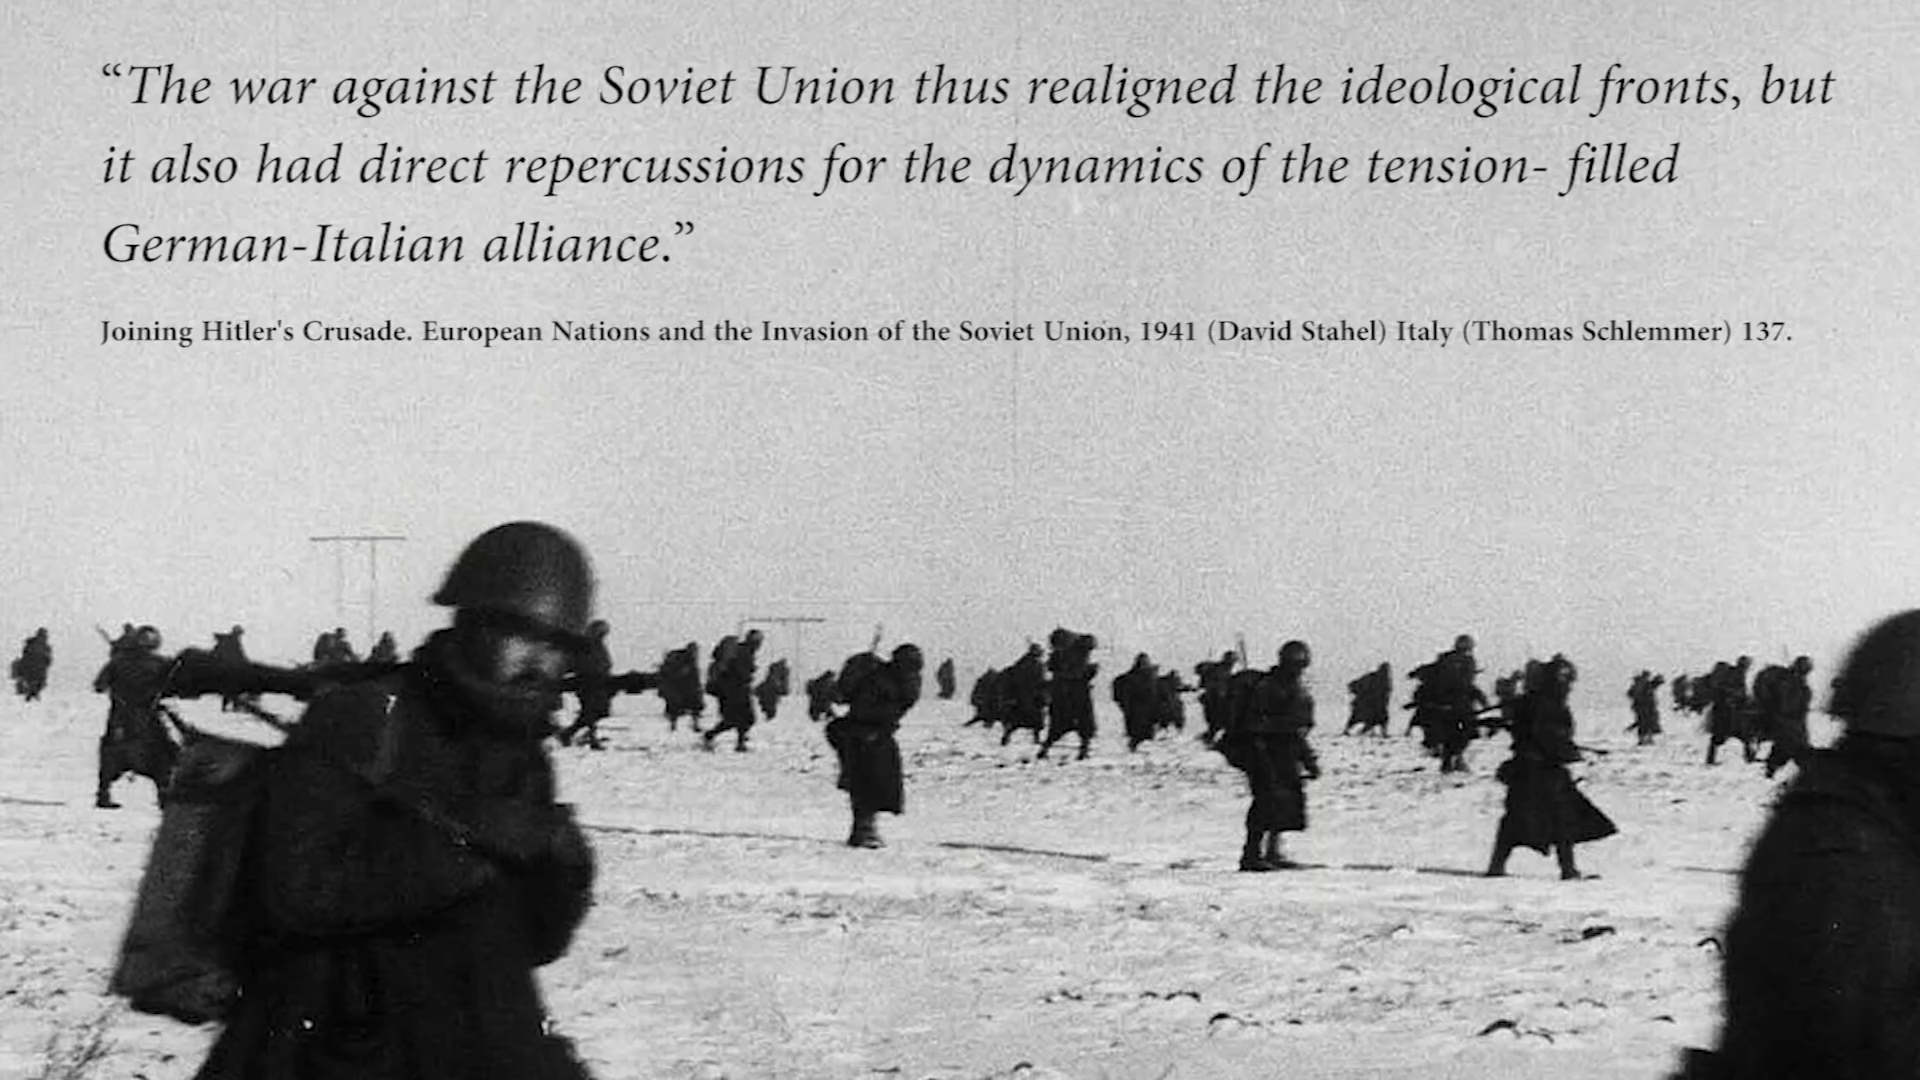 “The war against the Soviet Union thus realigned the ideological fronts, but
it also had direct repercussions for the dynamics of the tension- filled
German-Italian alliance.”
Joining Hitler's Crusade. European Nations and the Invasion of the Soviet Union, 1941 (David Stahel) Italy (Thomas Schlemmer) 137.